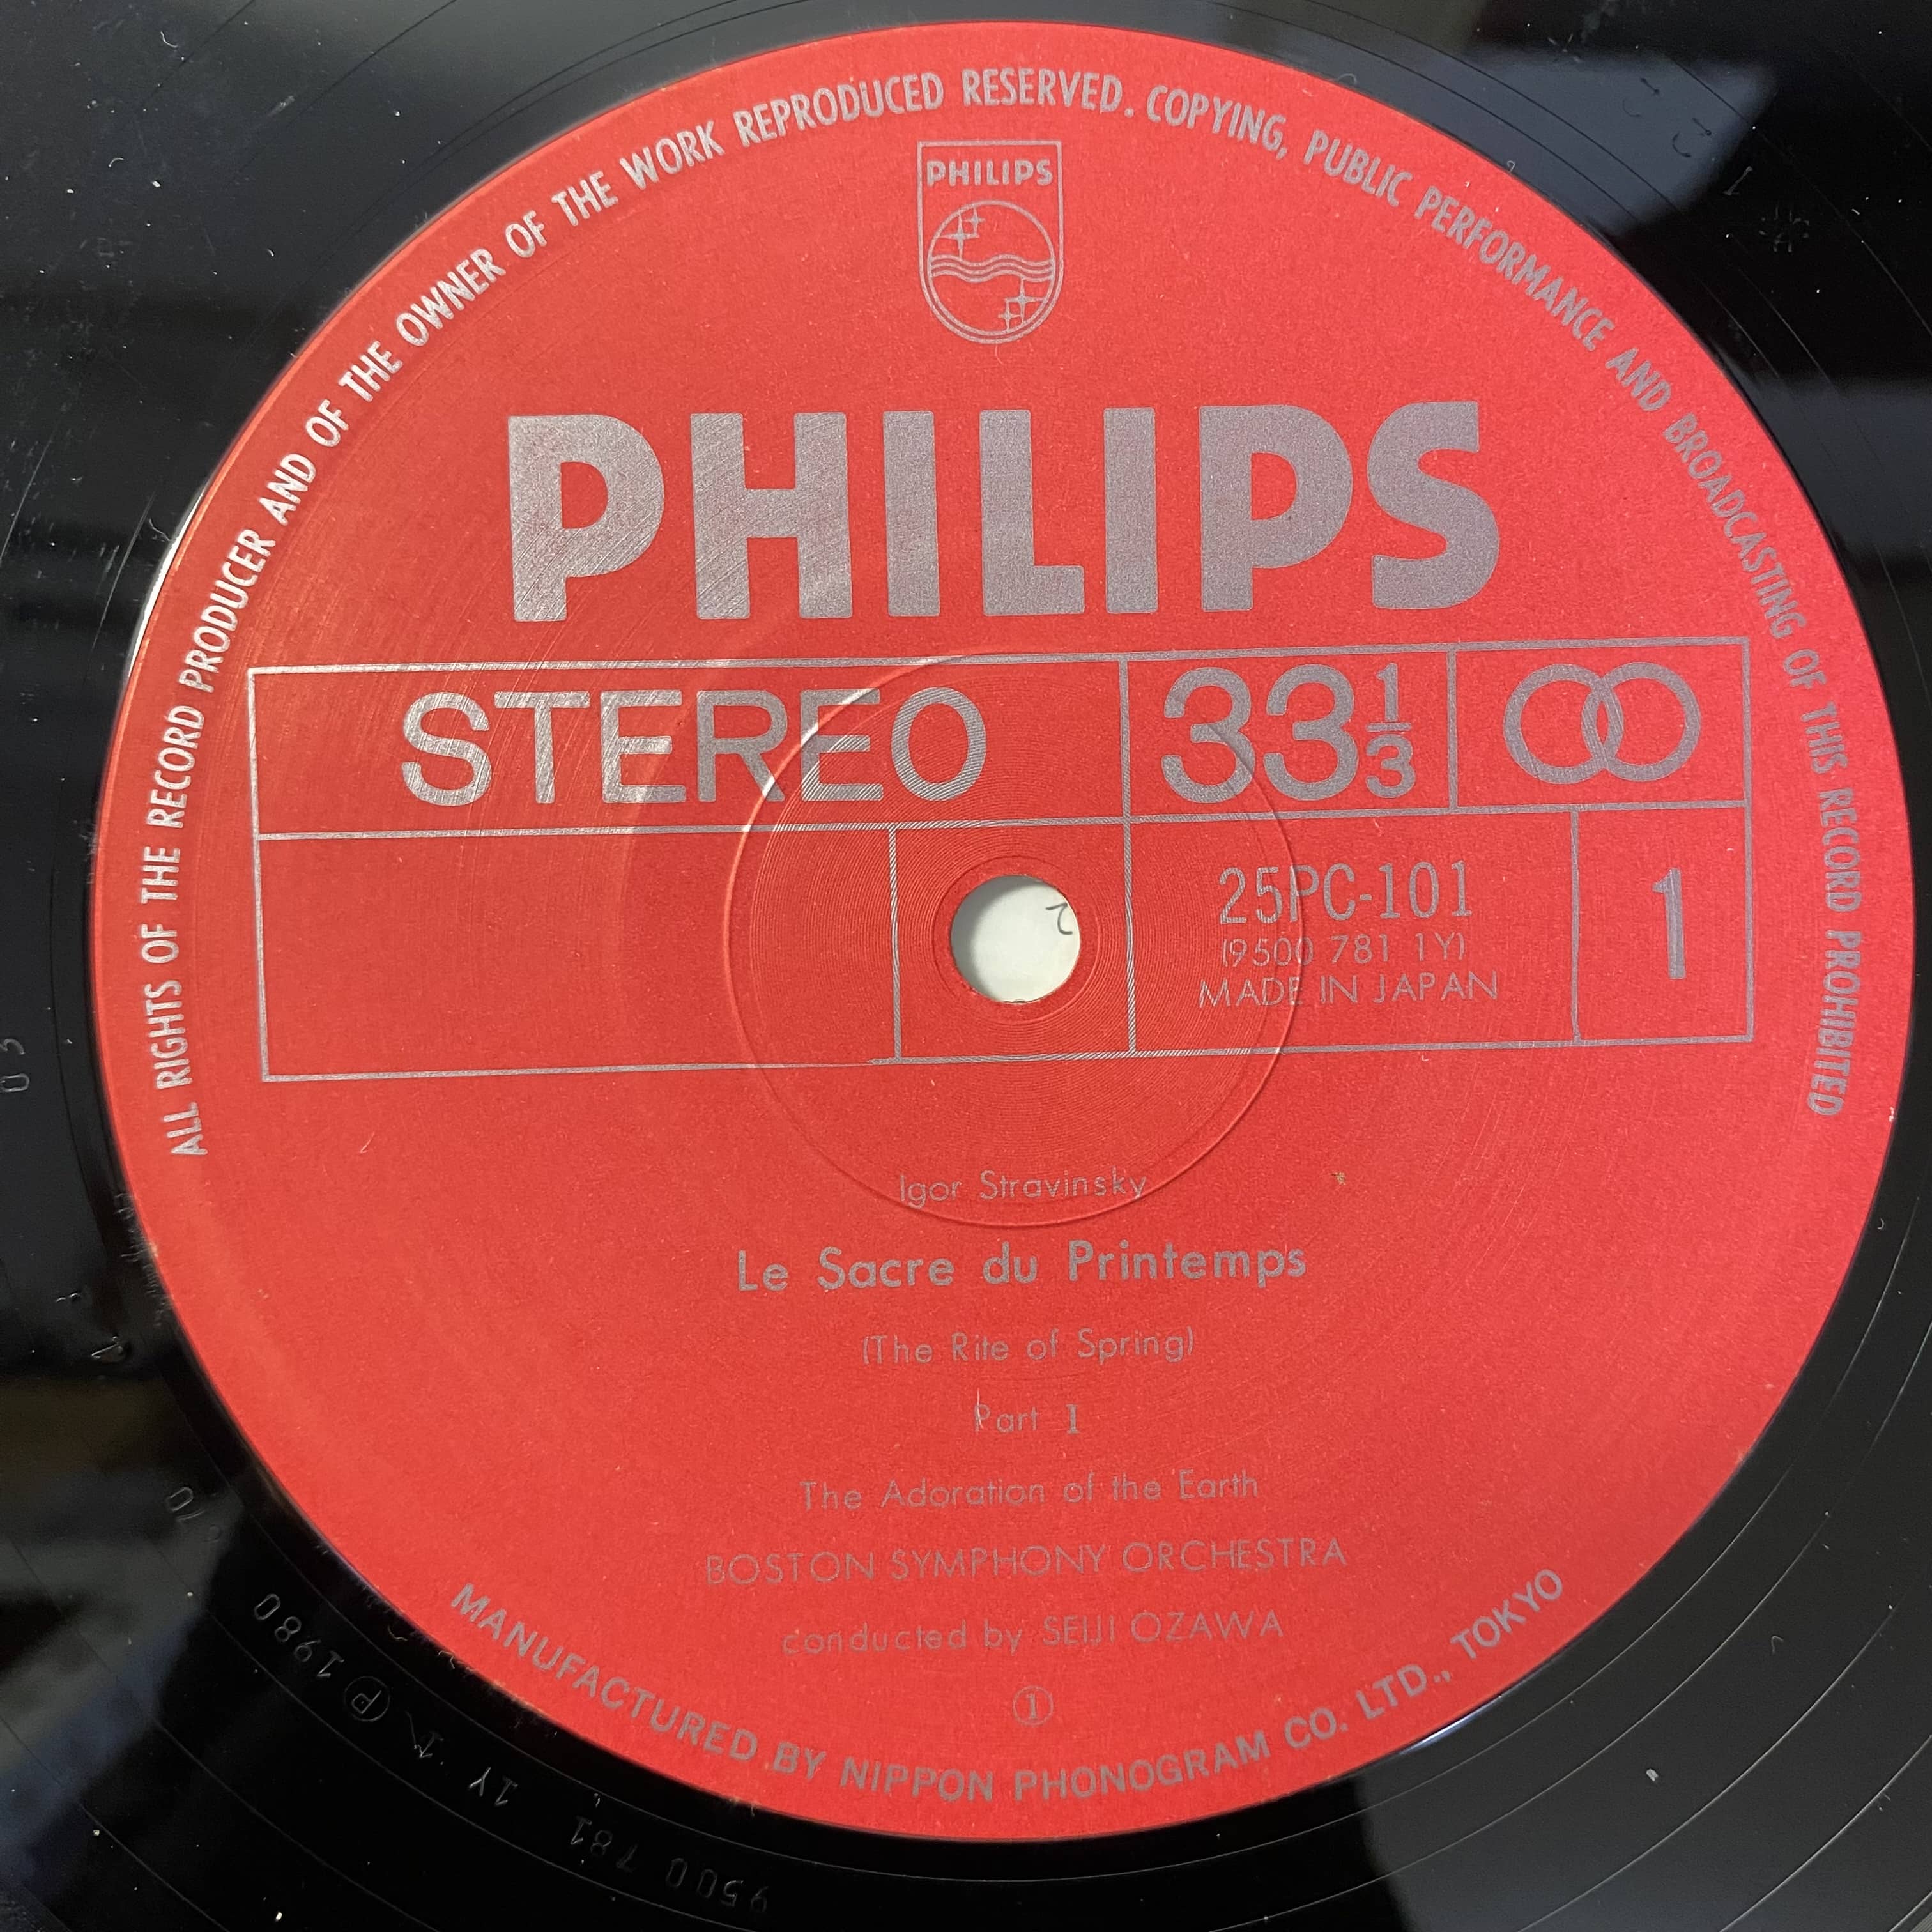 ALL RIGHTS OF THE RECORD PRODUCER AND OF THE OWNER OF THE WORK REPRODUCED RESERVED. COPYING, PUBLIC PERFORMANCE AND BROADCASTING OF THIS RECORD PROHIBITED
PHILIPS
PHILIPS
STEREO
33 1/3
25PC-101
(9500 781 1Y)
MADE IN JAPAN
1
Igor Stravinsky
Le Sacre du Printemps
(The Rite of Spring)
Part I
The Adoration of the Earth
BOSTON SYMPHONY ORCHESTRA
conducted by SEIJI OZAWA
①
MANUFACTURED BY NIPPON PHONOGRAM CO. LTD., TOKYO
9500 781 1Y
Ⓟ 1980